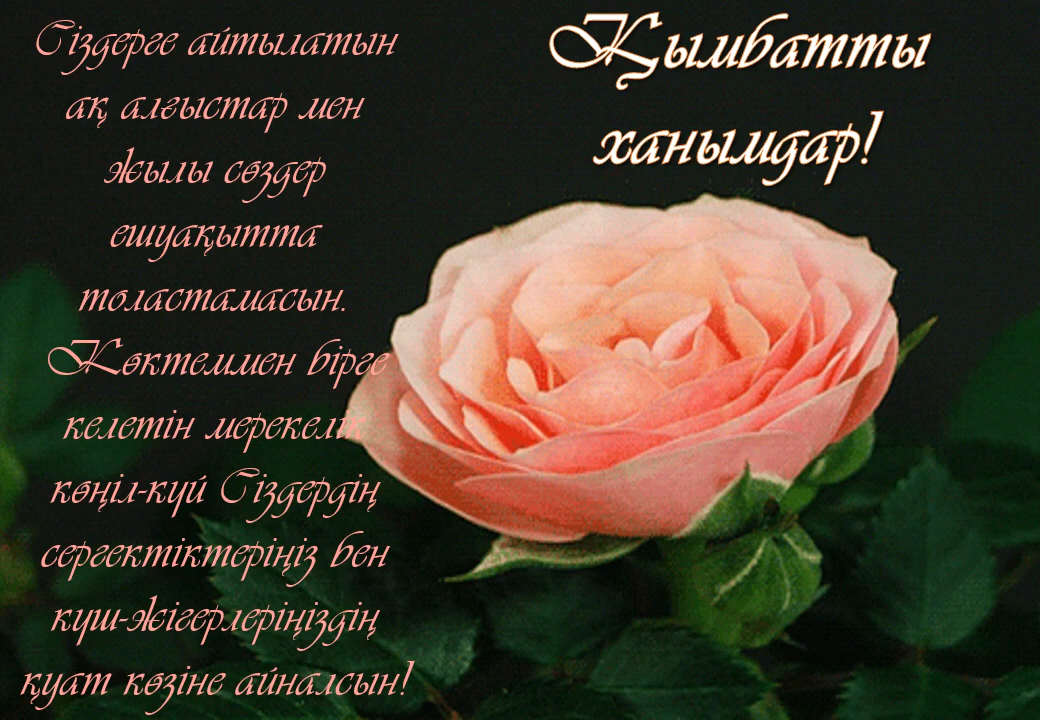 Қымбатты
ханымдар!
Сіздерге айтылатын
ақ алғыстар мен
жылы сөздер
ешуақытта
толастамасын.
Көктеммен бірге
келетін мерекелік
көңіл-күй Сіздердің
сергектіктеріңіз бен
күш-жігерлеріңіздің
қуат көзіне айналсын!